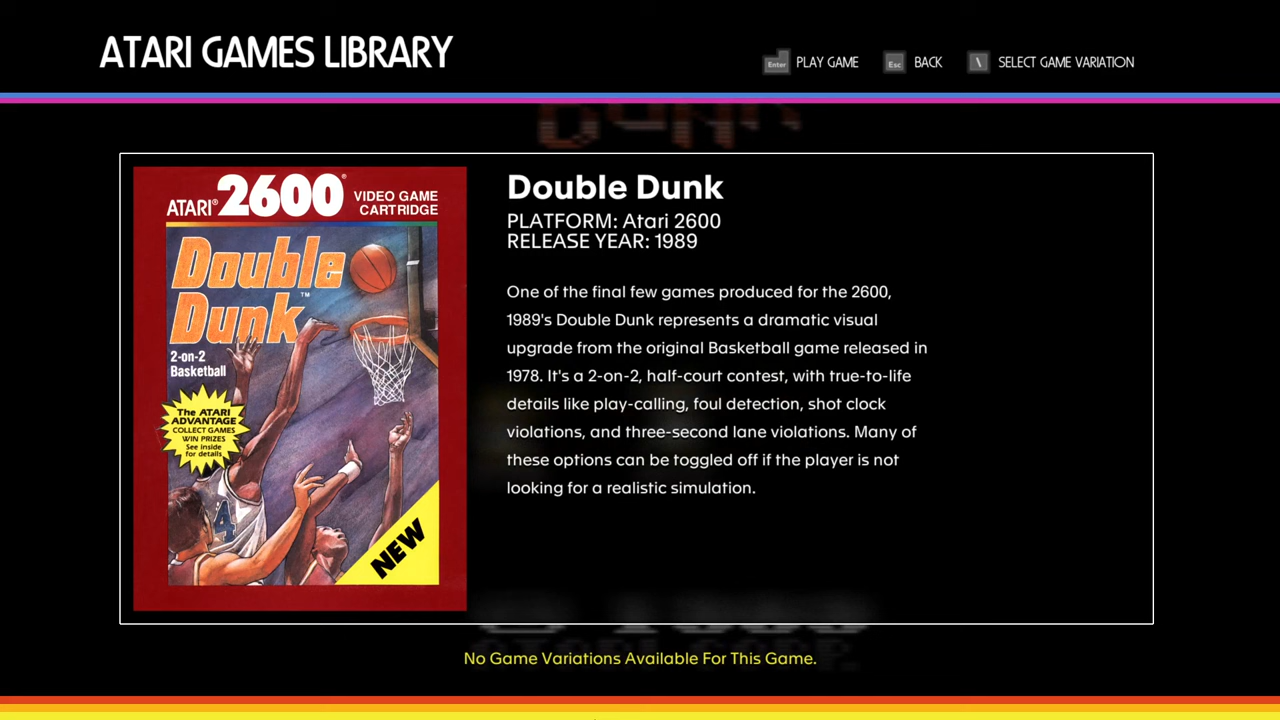 ATARI GAMES LIBRARY
Enter PLAY GAME Esc BACK \ SELECT GAME VARIATION
ATARI® 2600® VIDEO GAME CARTRIDGE
Double
Dunk™
2-on-2
Basketball
The ATARI
ADVANTAGE
COLLECT GAMES
WIN PRIZES
See inside
for details
4
NEW
Double Dunk
PLATFORM: Atari 2600
RELEASE YEAR: 1989
One of the final few games produced for the 2600,
1989's Double Dunk represents a dramatic visual
upgrade from the original Basketball game released in
1978. It's a 2-on-2, half-court contest, with true-to-life
details like play-calling, foul detection, shot clock
violations, and three-second lane violations. Many of
these options can be toggled off if the player is not
looking for a realistic simulation.
No Game Variations Available For This Game.